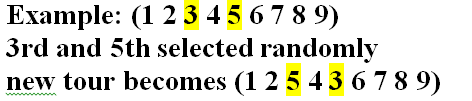 Example: (1 2 3 4 5 6 7 8 9)
3rd and 5th selected randomly
new tour becomes (1 2 5 4 3 6 7 8 9)